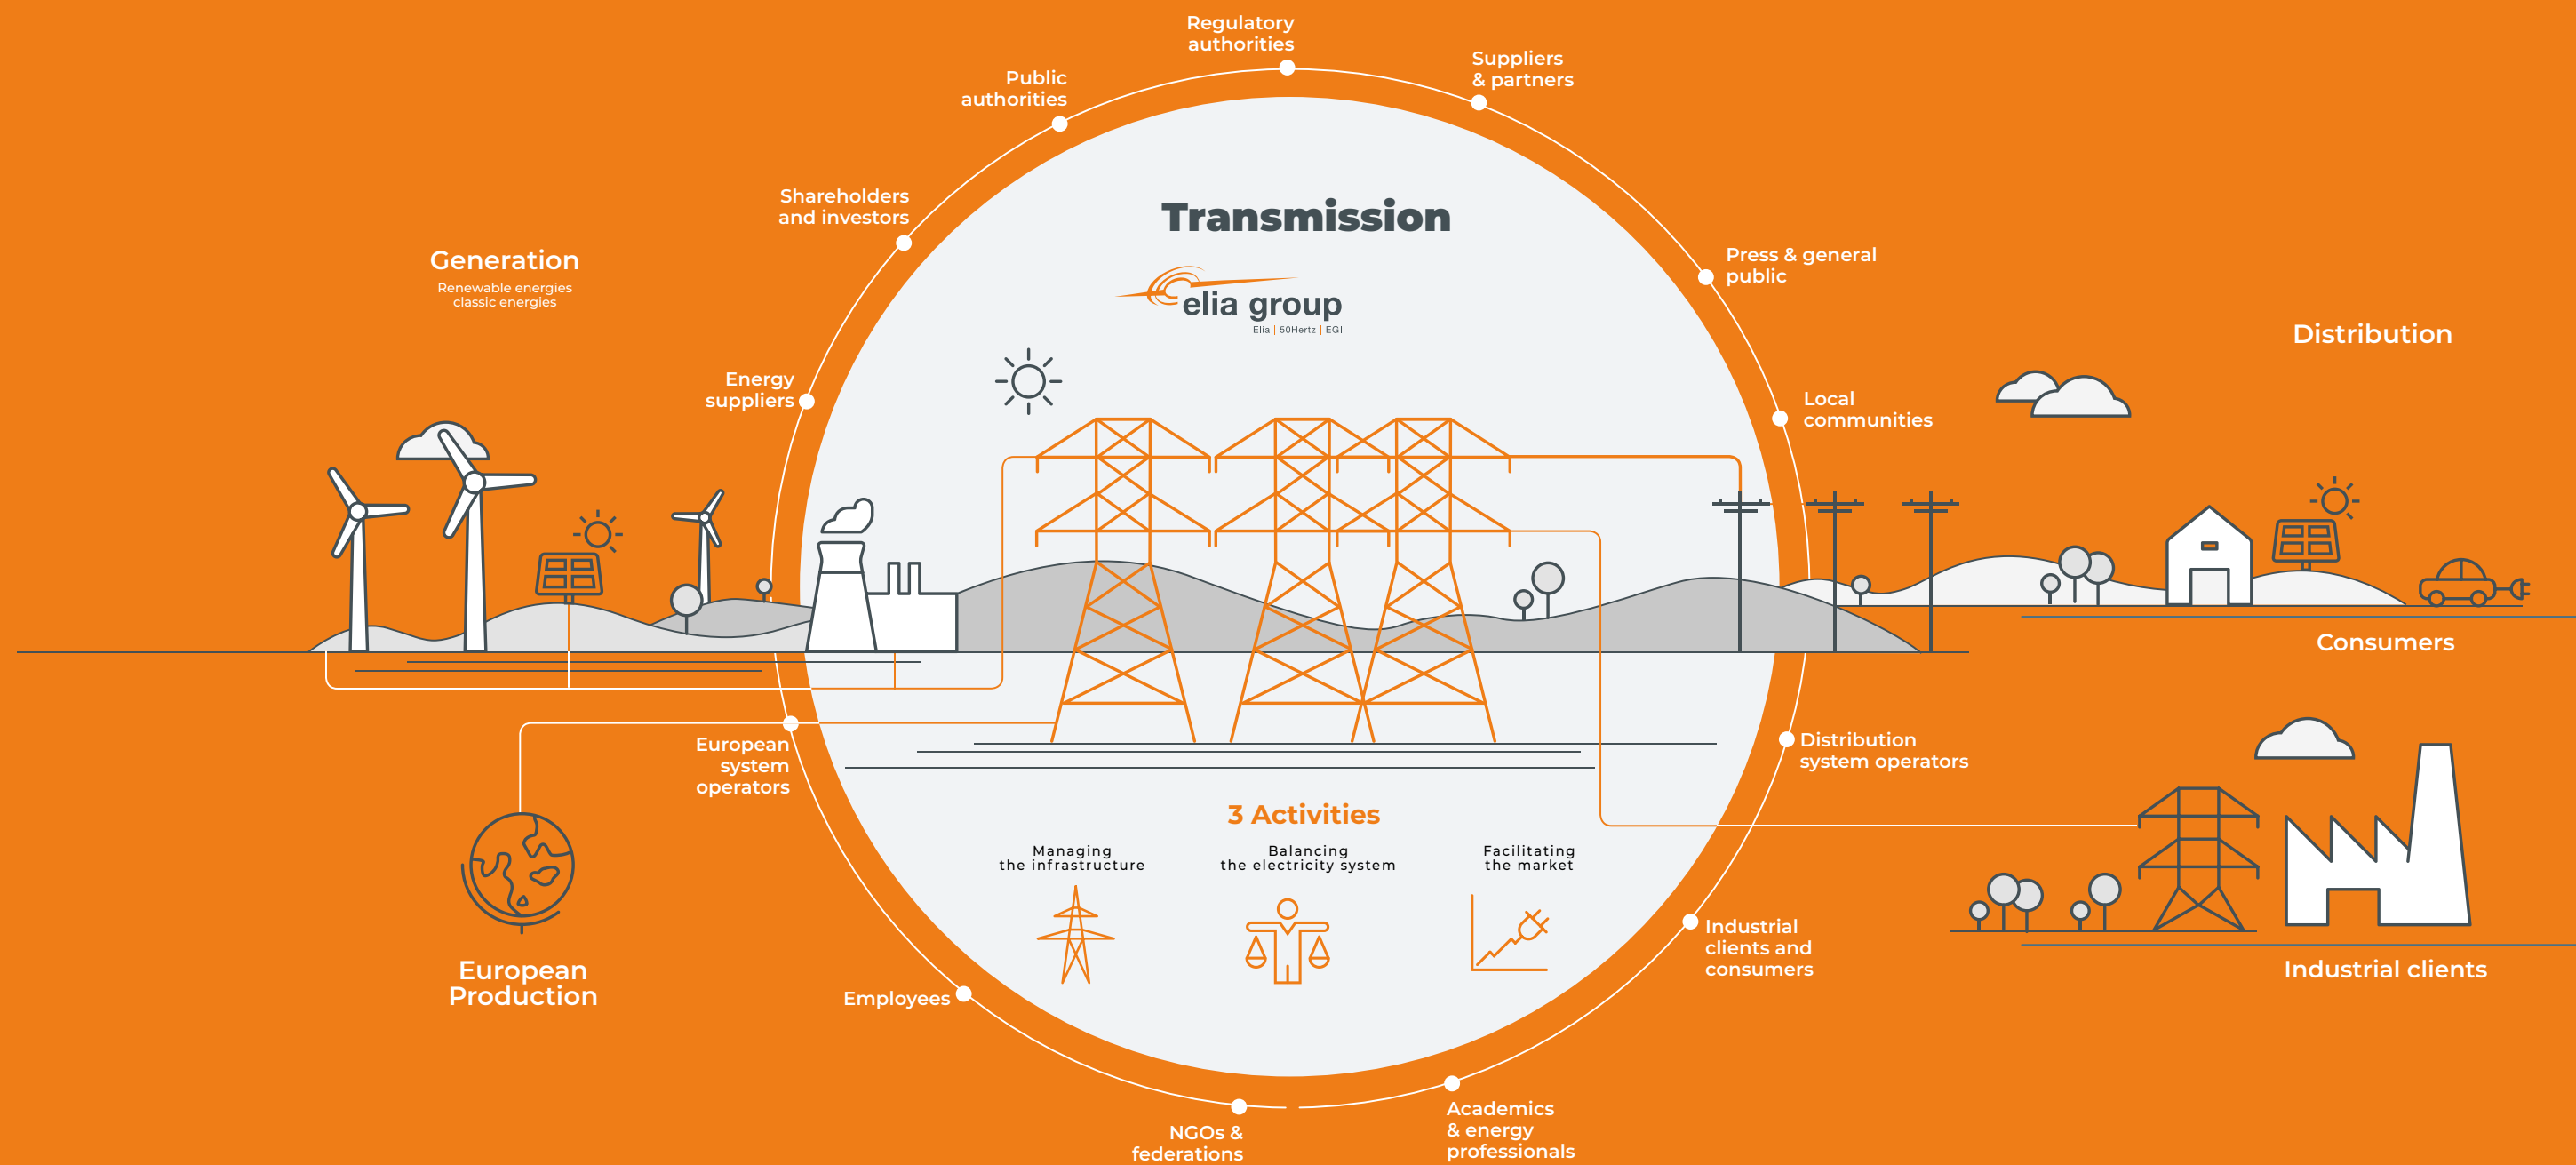 Regulatory
authorities
Suppliers
& partners
Public
authorities
Shareholders
and investors
Transmission
Generation
Renewable energies
classic energies
Press & general
public
elia group
Elia | 50Hertz | EGI
Distribution
Energy
suppliers
Local
communities
Consumers
European
system
operators
Distribution
system operators
3 Activities
Managing
the infrastructure
Balancing
the electricity system
Facilitating
the market
Industrial
clients and
consumers
European
Production
Industrial clients
Employees
NGOs &
federations
Academics
& energy
professionals